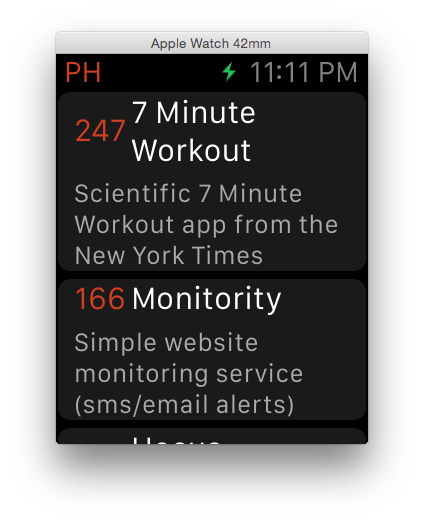 Apple Watch 42mm
PH 11:11 PM
247 7 Minute
Workout
Scientific 7 Minute
Workout app from the
New York Times
166 Monitority
Simple website
monitoring service
(sms/email alerts)